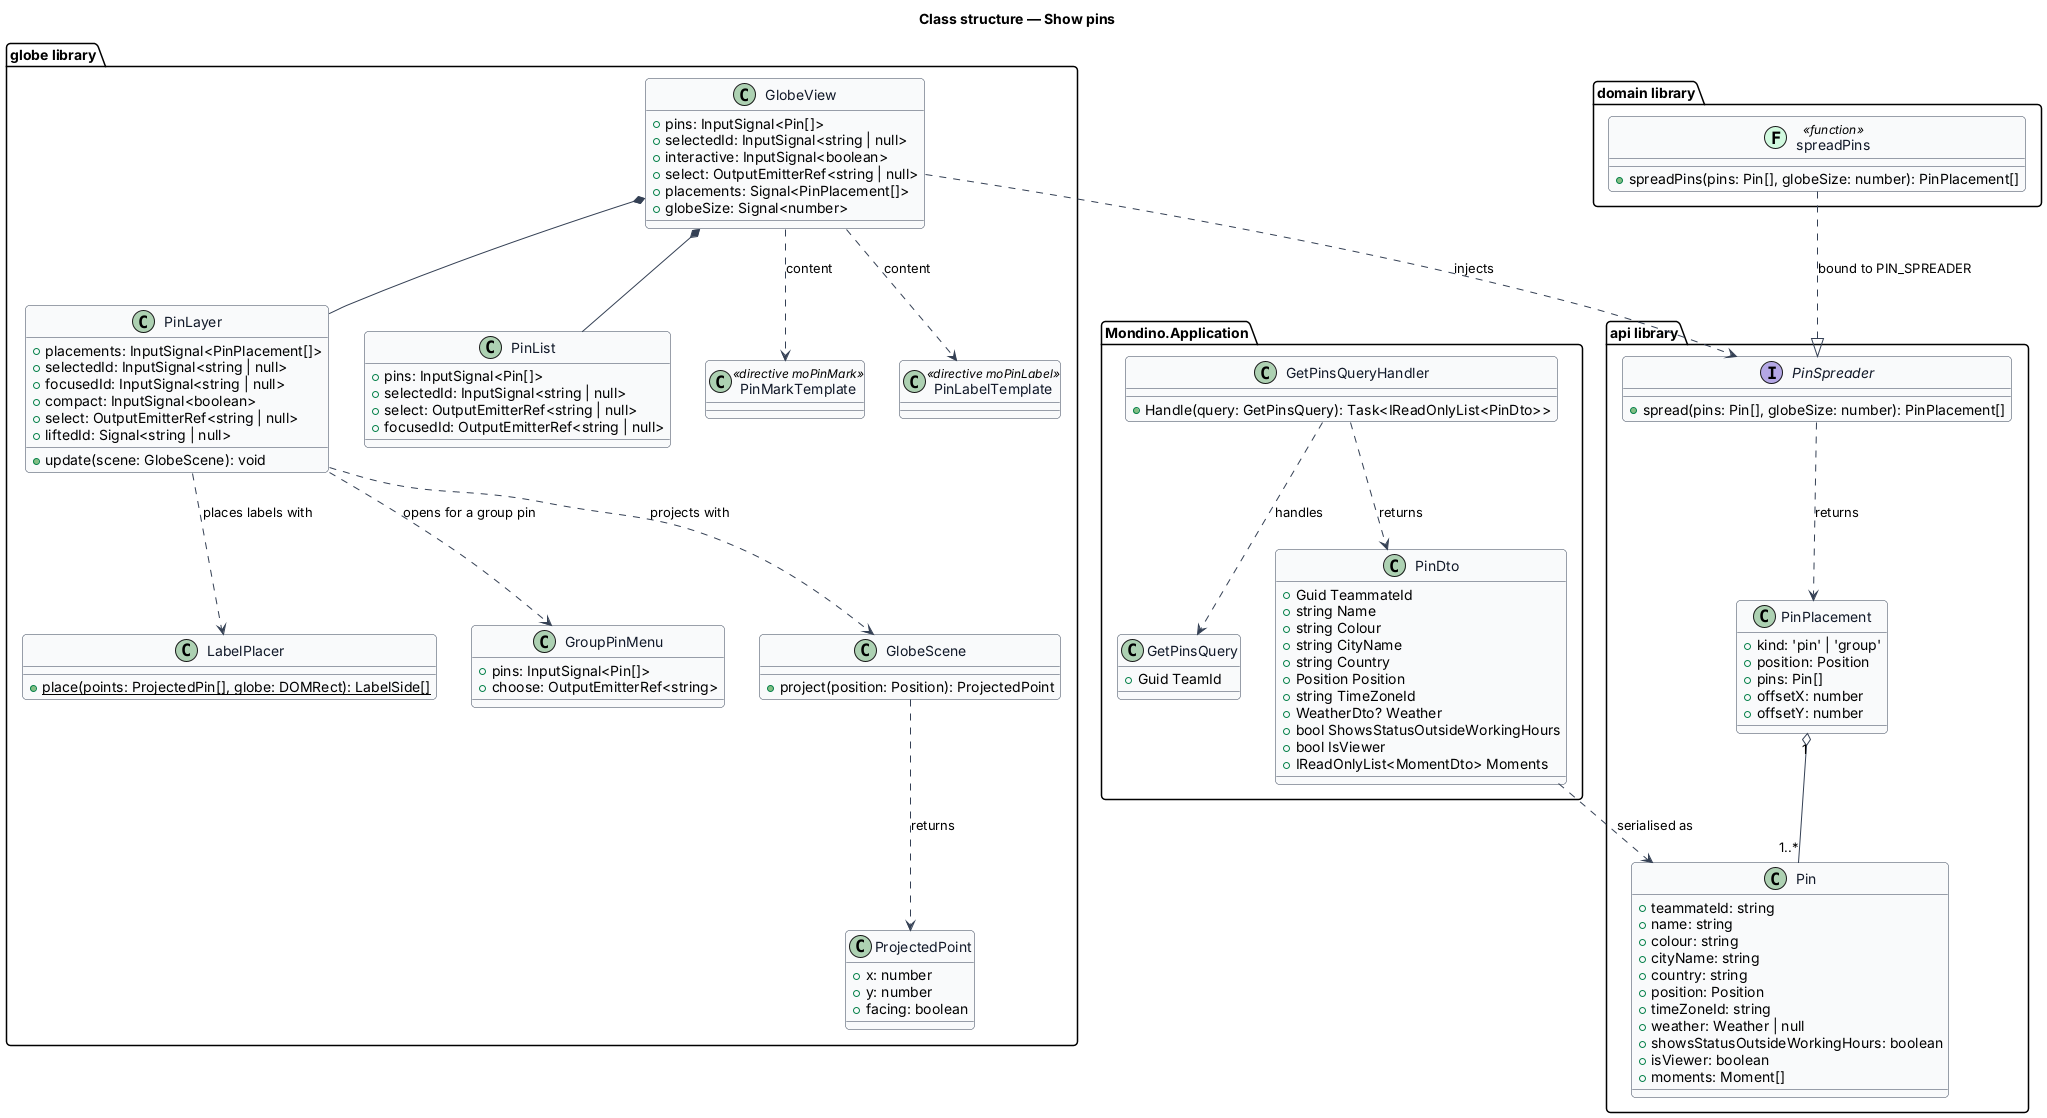 Class structure — Show pins
globe library
C GlobeView
pins: InputSignal<Pin[]>
selectedId: InputSignal<string | null>
interactive: InputSignal<boolean>
select: OutputEmitterRef<string | null>
placements: Signal<PinPlacement[]>
globeSize: Signal<number>
content
content
injects
C PinLayer
placements: InputSignal<PinPlacement[]>
selectedId: InputSignal<string | null>
focusedId: InputSignal<string | null>
compact: InputSignal<boolean>
select: OutputEmitterRef<string | null>
liftedId: Signal<string | null>
update(scene: GlobeScene): void
C PinList
pins: InputSignal<Pin[]>
selectedId: InputSignal<string | null>
select: OutputEmitterRef<string | null>
focusedId: OutputEmitterRef<string | null>
C «directive moPinMark»
PinMarkTemplate
C «directive moPinLabel»
PinLabelTemplate
places labels with
opens for a group pin
projects with
C LabelPlacer
place(points: ProjectedPin[], globe: DOMRect): LabelSide[]
C GroupPinMenu
pins: InputSignal<Pin[]>
choose: OutputEmitterRef<string>
C GlobeScene
project(position: Position): ProjectedPoint
returns
C ProjectedPoint
x: number
y: number
facing: boolean
Mondino.Application
C GetPinsQueryHandler
Handle(query: GetPinsQuery): Task<IReadOnlyList<PinDto>>
handles
returns
C GetPinsQuery
Guid TeamId
C PinDto
Guid TeammateId
string Name
string Colour
string CityName
string Country
Position Position
string TimeZoneId
WeatherDto? Weather
bool ShowsStatusOutsideWorkingHours
bool IsViewer
IReadOnlyList<MomentDto> Moments
serialised as
domain library
F «function»
spreadPins
spreadPins(pins: Pin[], globeSize: number): PinPlacement[]
bound to PIN_SPREADER
api library
I PinSpreader
spread(pins: Pin[], globeSize: number): PinPlacement[]
returns
C PinPlacement
kind: 'pin' | 'group'
position: Position
pins: Pin[]
offsetX: number
offsetY: number
1
1..*
C Pin
teammateId: string
name: string
colour: string
cityName: string
country: string
position: Position
timeZoneId: string
weather: Weather | null
showsStatusOutsideWorkingHours: boolean
isViewer: boolean
moments: Moment[]